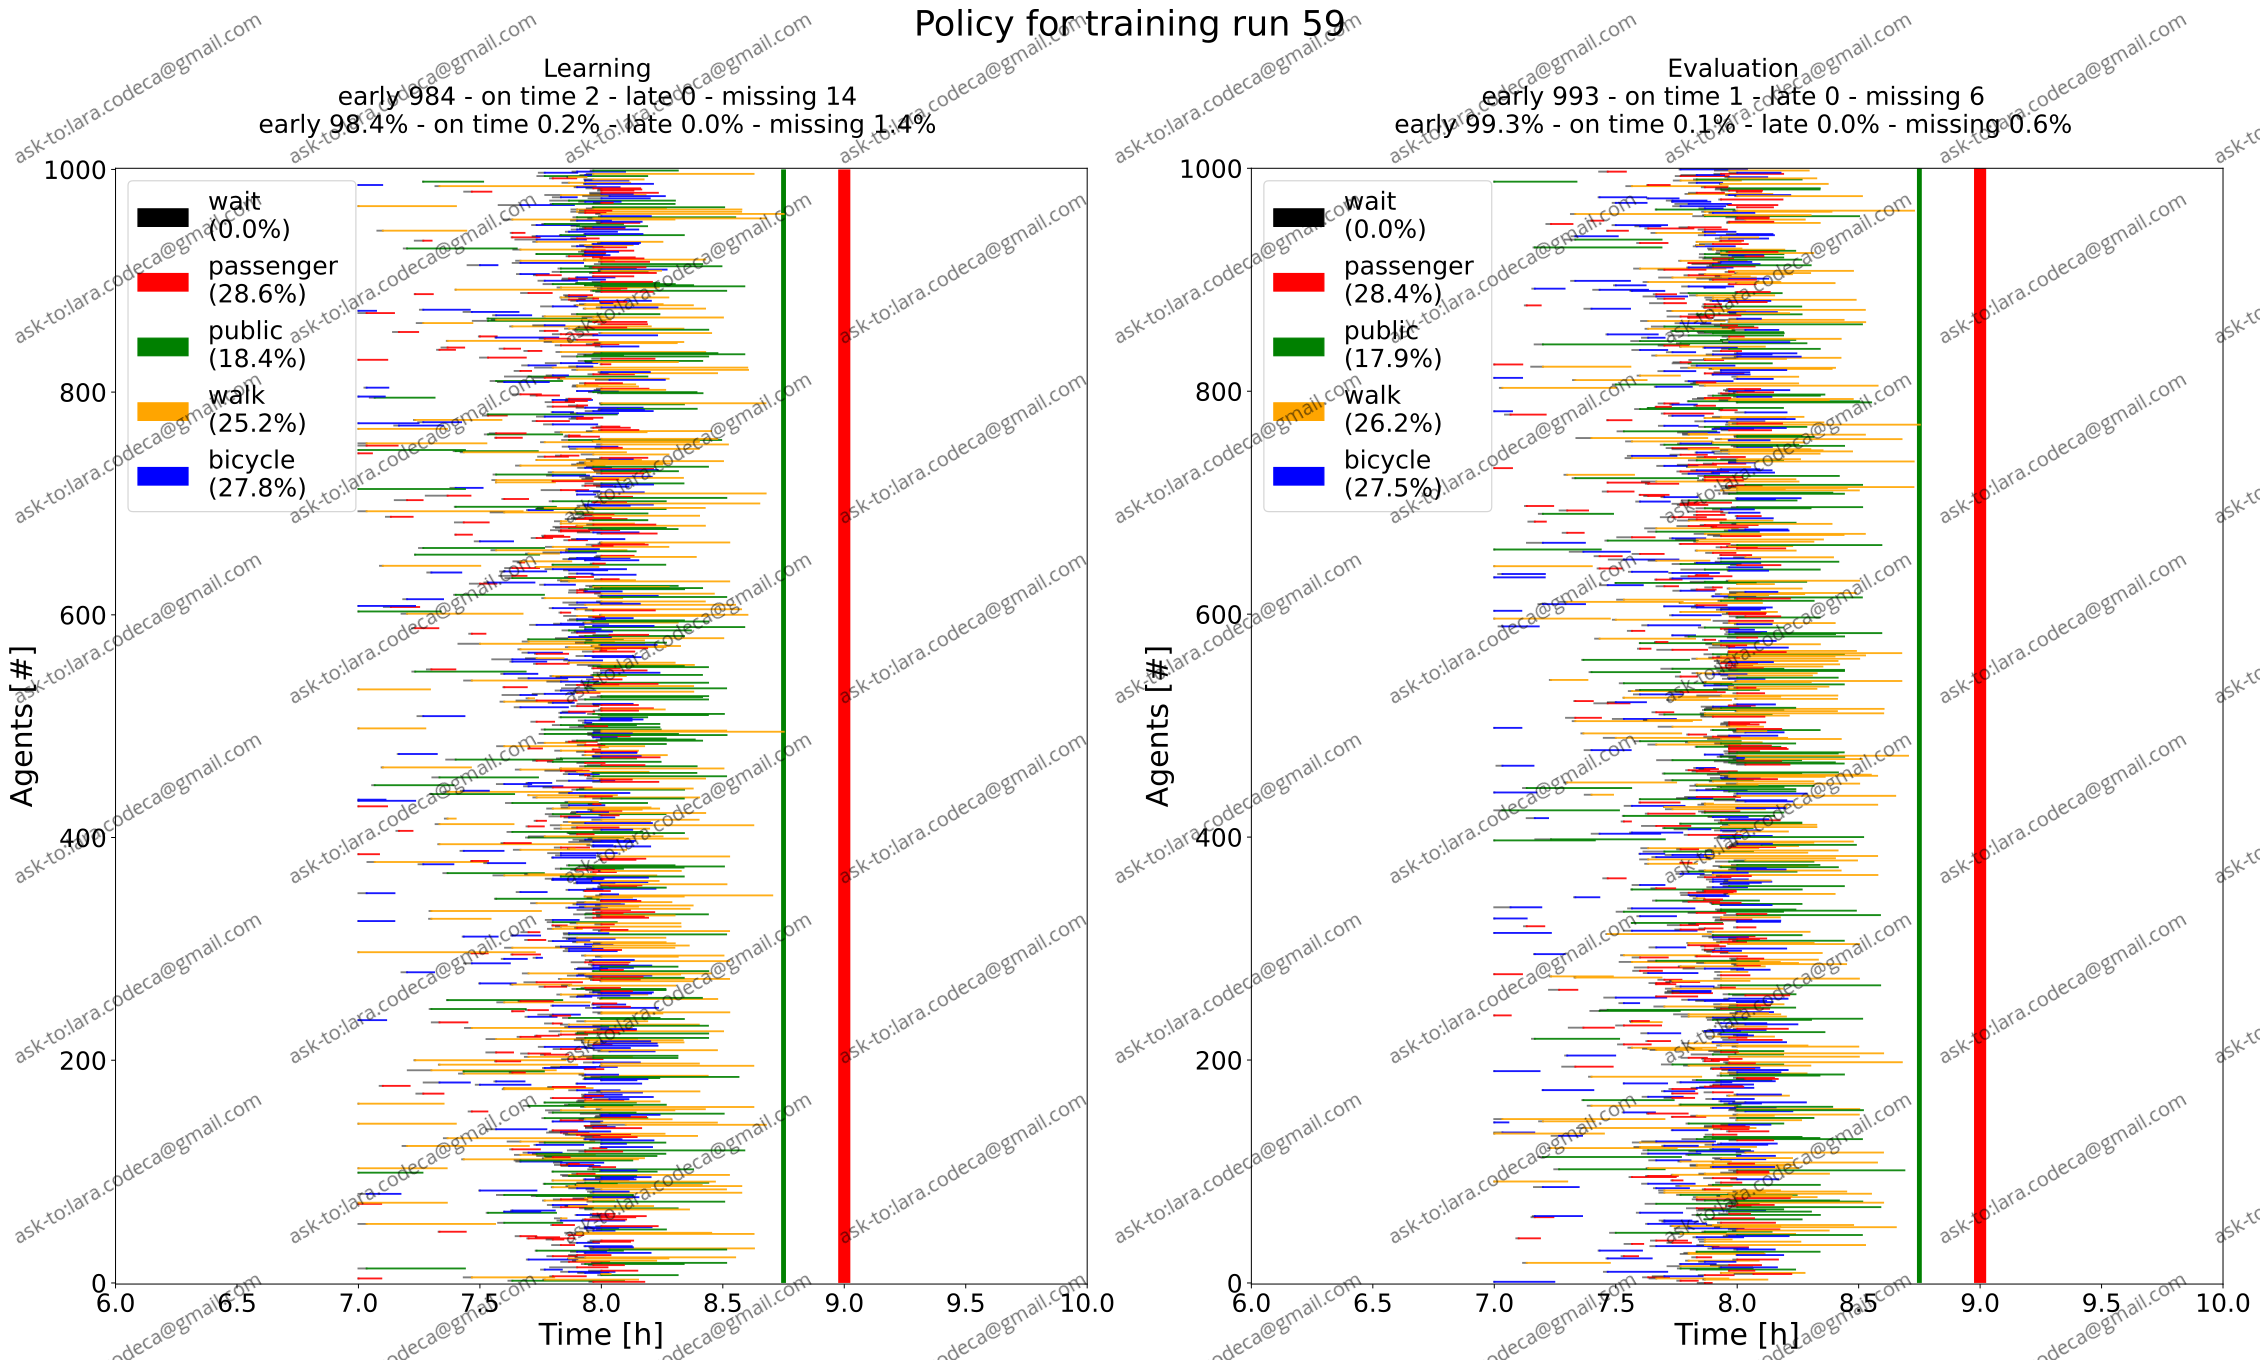 Policy for training run 59
Learning
early 984 - on time 2 - late 0 - missing 14
early 98.4% - on time 0.2% - late 0.0% - missing 1.4%
1000
800
600
400
200
0
Agents [#]
wait
(0.0%)
passenger
(28.6%)
public
(18.4%)
walk
(25.2%)
bicycle
(27.8%)
6.0 6.5 7.0 7.5 8.0 8.5 9.0 9.5 10.0
Time [h]
Evaluation
early 993 - on time 1 - late 0 - missing 6
early 99.3% - on time 0.1% - late 0.0% - missing 0.6%
1000
800
600
400
200
0
Agents [#]
wait
(0.0%)
passenger
(28.4%)
public
(17.9%)
walk
(26.2%)
bicycle
(27.5%)
6.0 6.5 7.0 7.5 8.0 8.5 9.0 9.5 10.0
Time [h]
ask-to:lara.codeca@gmail.com